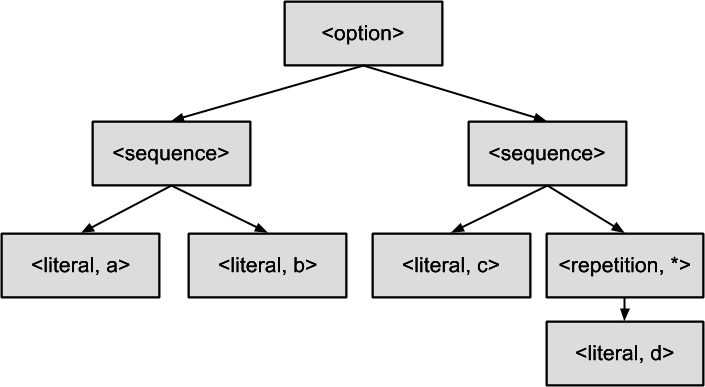 <option>
<sequence>
<sequence>
<literal, a>
<literal, b>
<literal, c>
<repetition, *>
<literal, d>